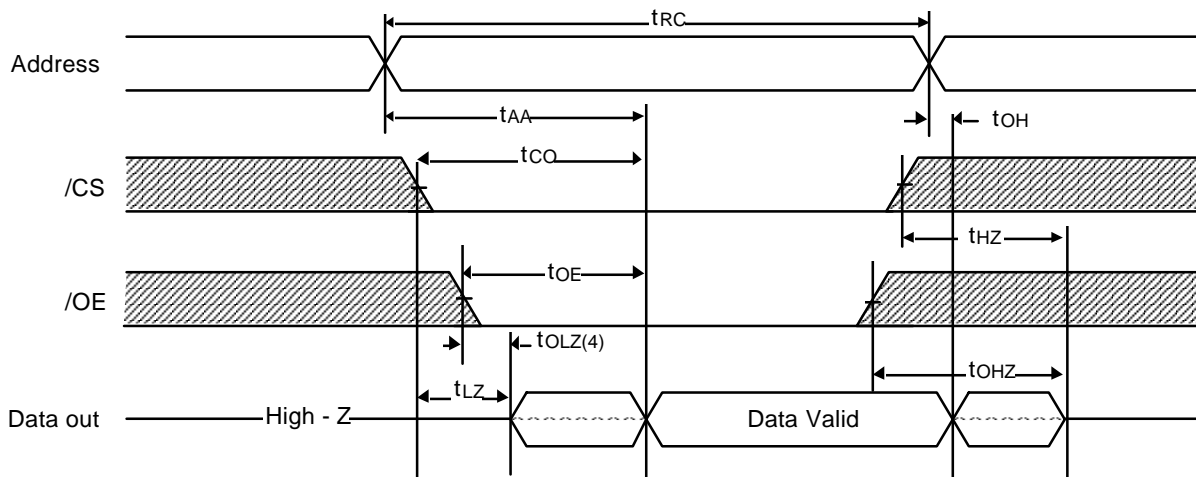 tRC
Address
tAA
tOH
tCO
/CS
tHZ
tOE
/OE
tOLZ(4)
tOHZ
tLZ
Data out
High - Z
Data Valid